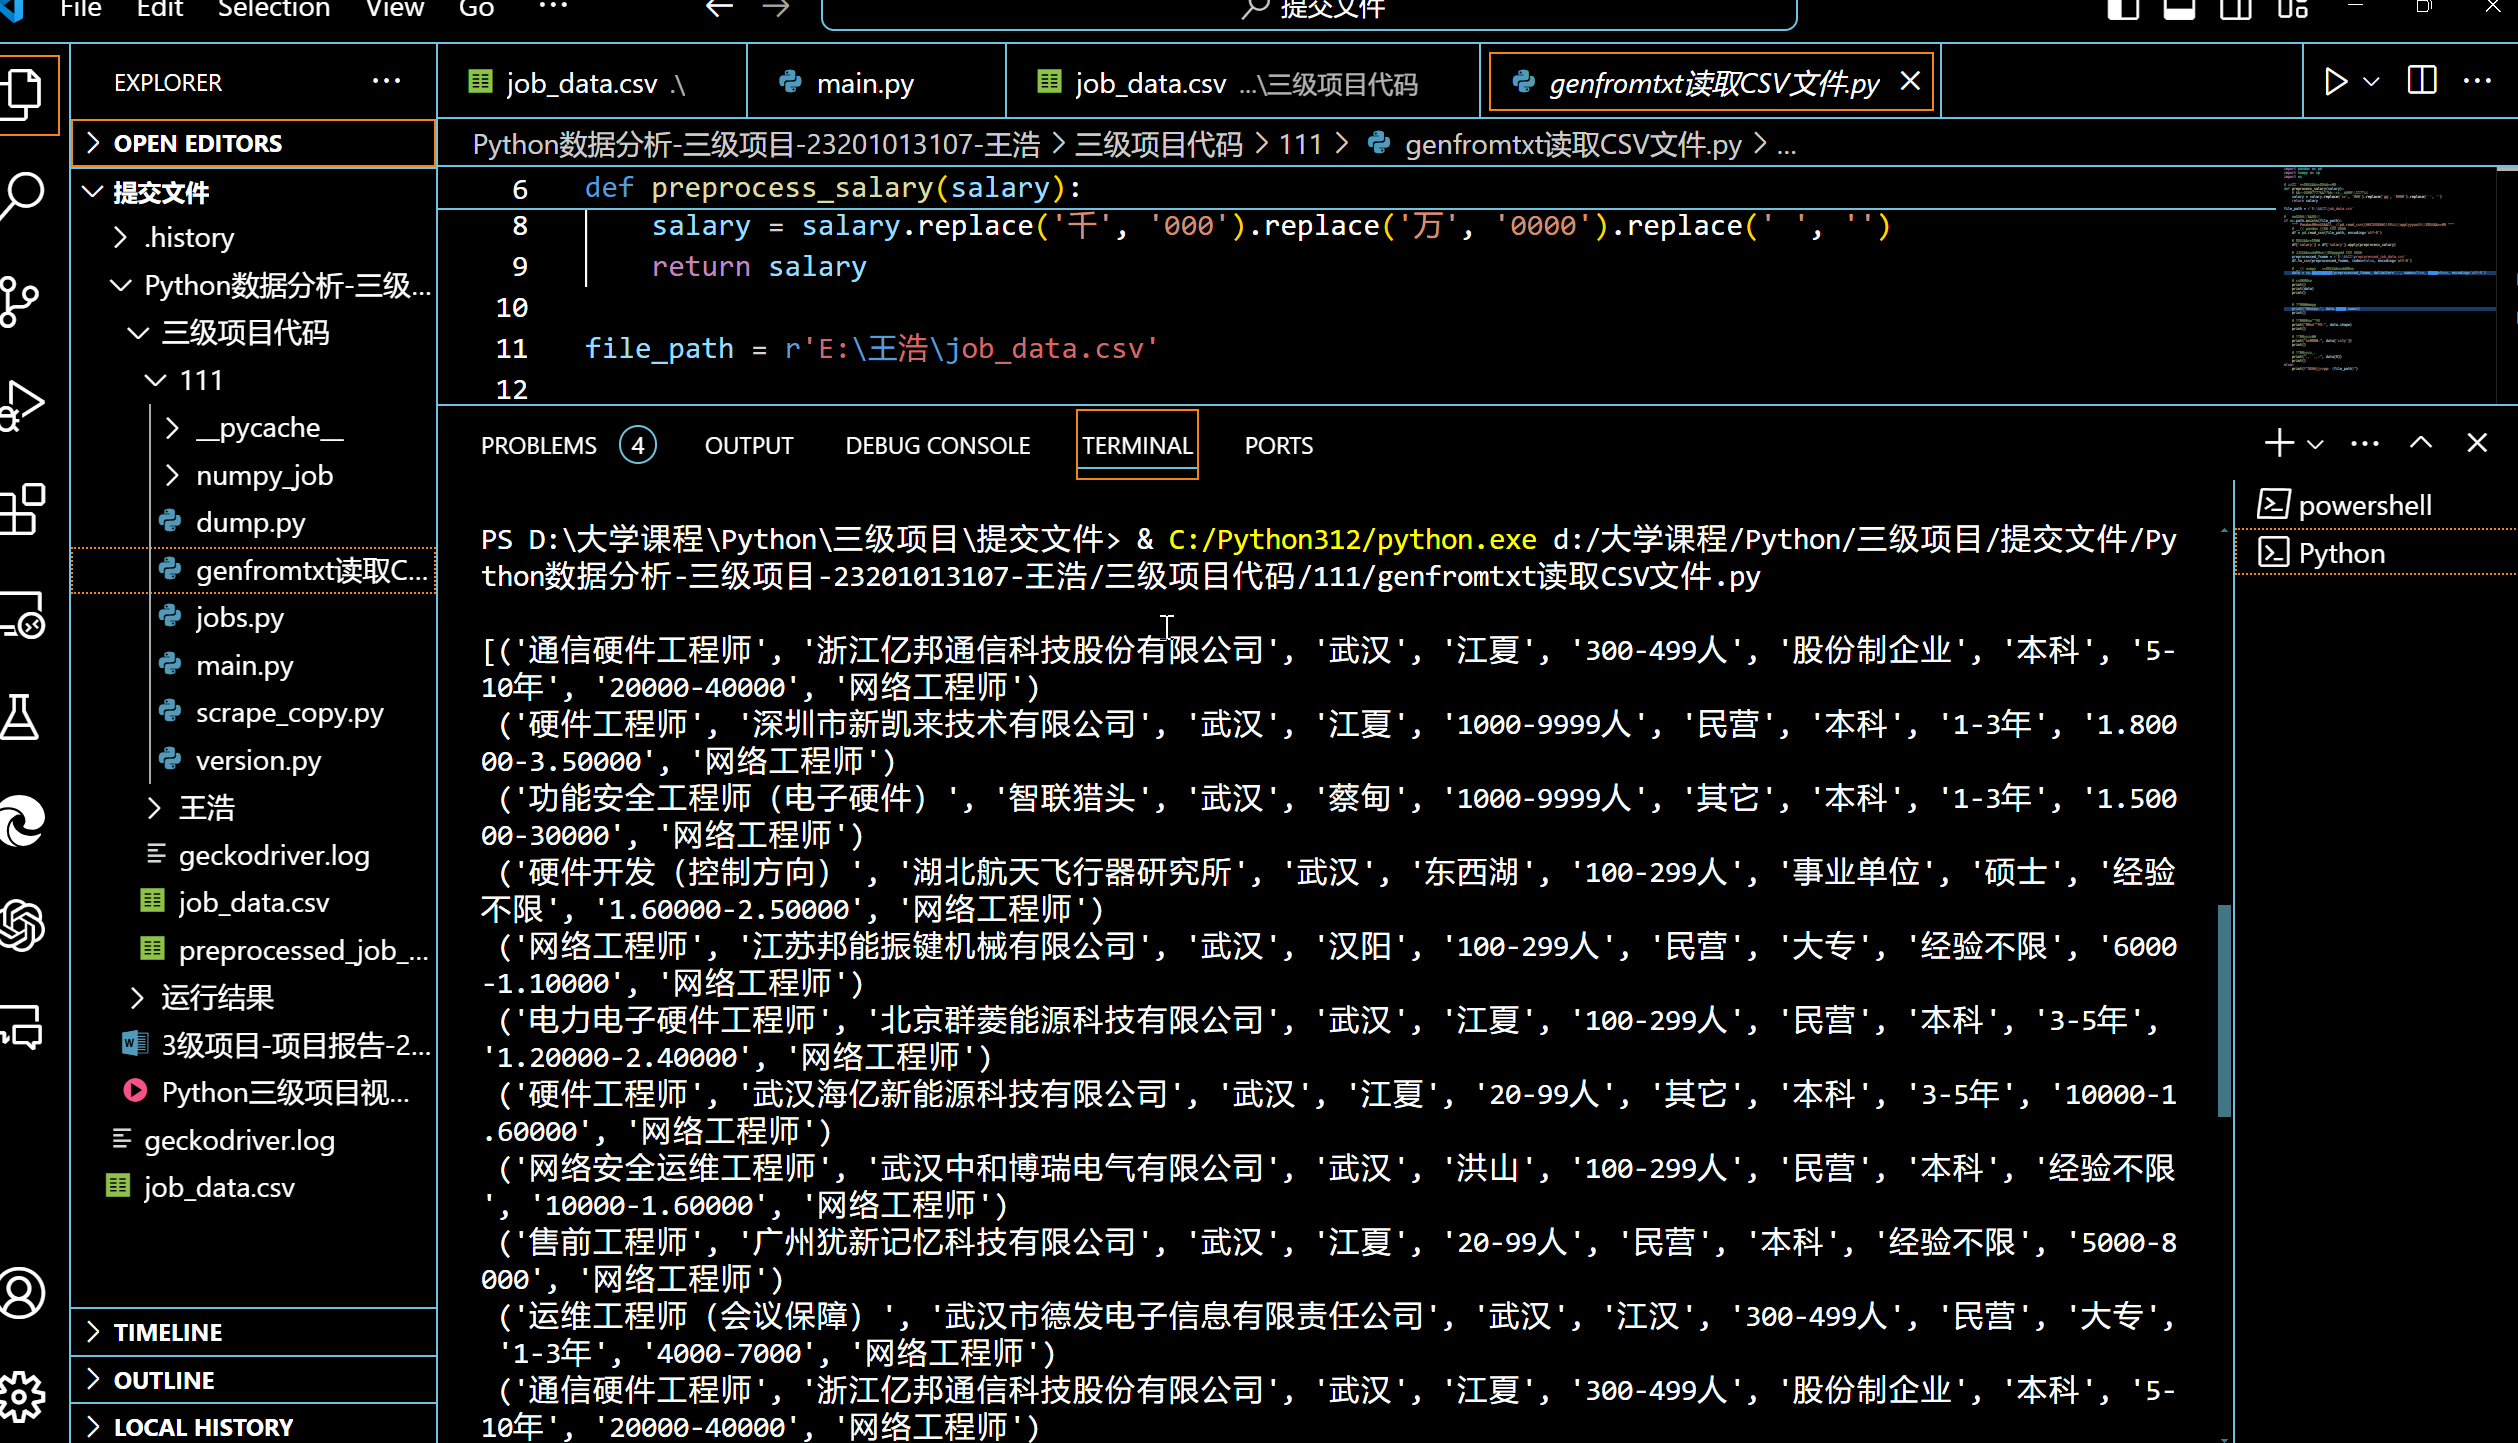 File Edit Selection View Go ··· 提交文件
EXPLORER ···
OPEN EDITORS
提交文件
.history
Python数据分析-三级...
三级项目代码
111
__pycache__
numpy_job
dump.py
genfromtxt读取C...
jobs.py
main.py
scrape_copy.py
version.py
王浩
geckodriver.log
job_data.csv
preprocessed_job_...
运行结果
3级项目-项目报告-2...
Python三级项目视...
geckodriver.log
job_data.csv
TIMELINE
OUTLINE
LOCAL HISTORY
job_data.csv .\ main.py job_data.csv ...\三级项目代码 genfromtxt读取CSV文件.py
Python数据分析-三级项目-23201013107-王浩 > 三级项目代码 > 111 > genfromtxt读取CSV文件.py > ...
6 def preprocess_salary(salary):
8 salary = salary.replace('千', '000').replace('万', '0000').replace(' ', '')
9 return salary
10
11 file_path = r'E:\王浩\job_data.csv'
12
PROBLEMS 4 OUTPUT DEBUG CONSOLE TERMINAL PORTS
PS D:\大学课程\Python\三级项目\提交文件> & C:/Python312/python.exe d:/大学课程/Python/三级项目/提交文件/Py
thon数据分析-三级项目-23201013107-王浩/三级项目代码/111/genfromtxt读取CSV文件.py
[('通信硬件工程师', '浙江亿邦通信科技股份有限公司', '武汉', '江夏', '300-499人', '股份制企业', '本科', '5-
10年', '20000-40000', '网络工程师')
('硬件工程师', '深圳市新凯来技术有限公司', '武汉', '江夏', '1000-9999人', '民营', '本科', '1-3年', '1.800
00-3.50000', '网络工程师')
('功能安全工程师（电子硬件）', '智联猎头', '武汉', '蔡甸', '1000-9999人', '其它', '本科', '1-3年', '1.500
00-30000', '网络工程师')
('硬件开发（控制方向）', '湖北航天飞行器研究所', '武汉', '东西湖', '100-299人', '事业单位', '硕士', '经验
不限', '1.60000-2.50000', '网络工程师')
('网络工程师', '江苏邦能振键机械有限公司', '武汉', '汉阳', '100-299人', '民营', '大专', '经验不限', '6000
-1.10000', '网络工程师')
('电力电子硬件工程师', '北京群菱能源科技有限公司', '武汉', '江夏', '100-299人', '民营', '本科', '3-5年',
'1.20000-2.40000', '网络工程师')
('硬件工程师', '武汉海亿新能源科技有限公司', '武汉', '江夏', '20-99人', '其它', '本科', '3-5年', '10000-1
.60000', '网络工程师')
('网络安全运维工程师', '武汉中和博瑞电气有限公司', '武汉', '洪山', '100-299人', '民营', '本科', '经验不限
', '10000-1.60000', '网络工程师')
('售前工程师', '广州犹新记忆科技有限公司', '武汉', '江夏', '20-99人', '民营', '本科', '经验不限', '5000-8
000', '网络工程师')
('运维工程师（会议保障）', '武汉市德发电子信息有限责任公司', '武汉', '江汉', '300-499人', '民营', '大专',
'1-3年', '4000-7000', '网络工程师')
('通信硬件工程师', '浙江亿邦通信科技股份有限公司', '武汉', '江夏', '300-499人', '股份制企业', '本科', '5-
10年', '20000-40000', '网络工程师')
powershell
Python